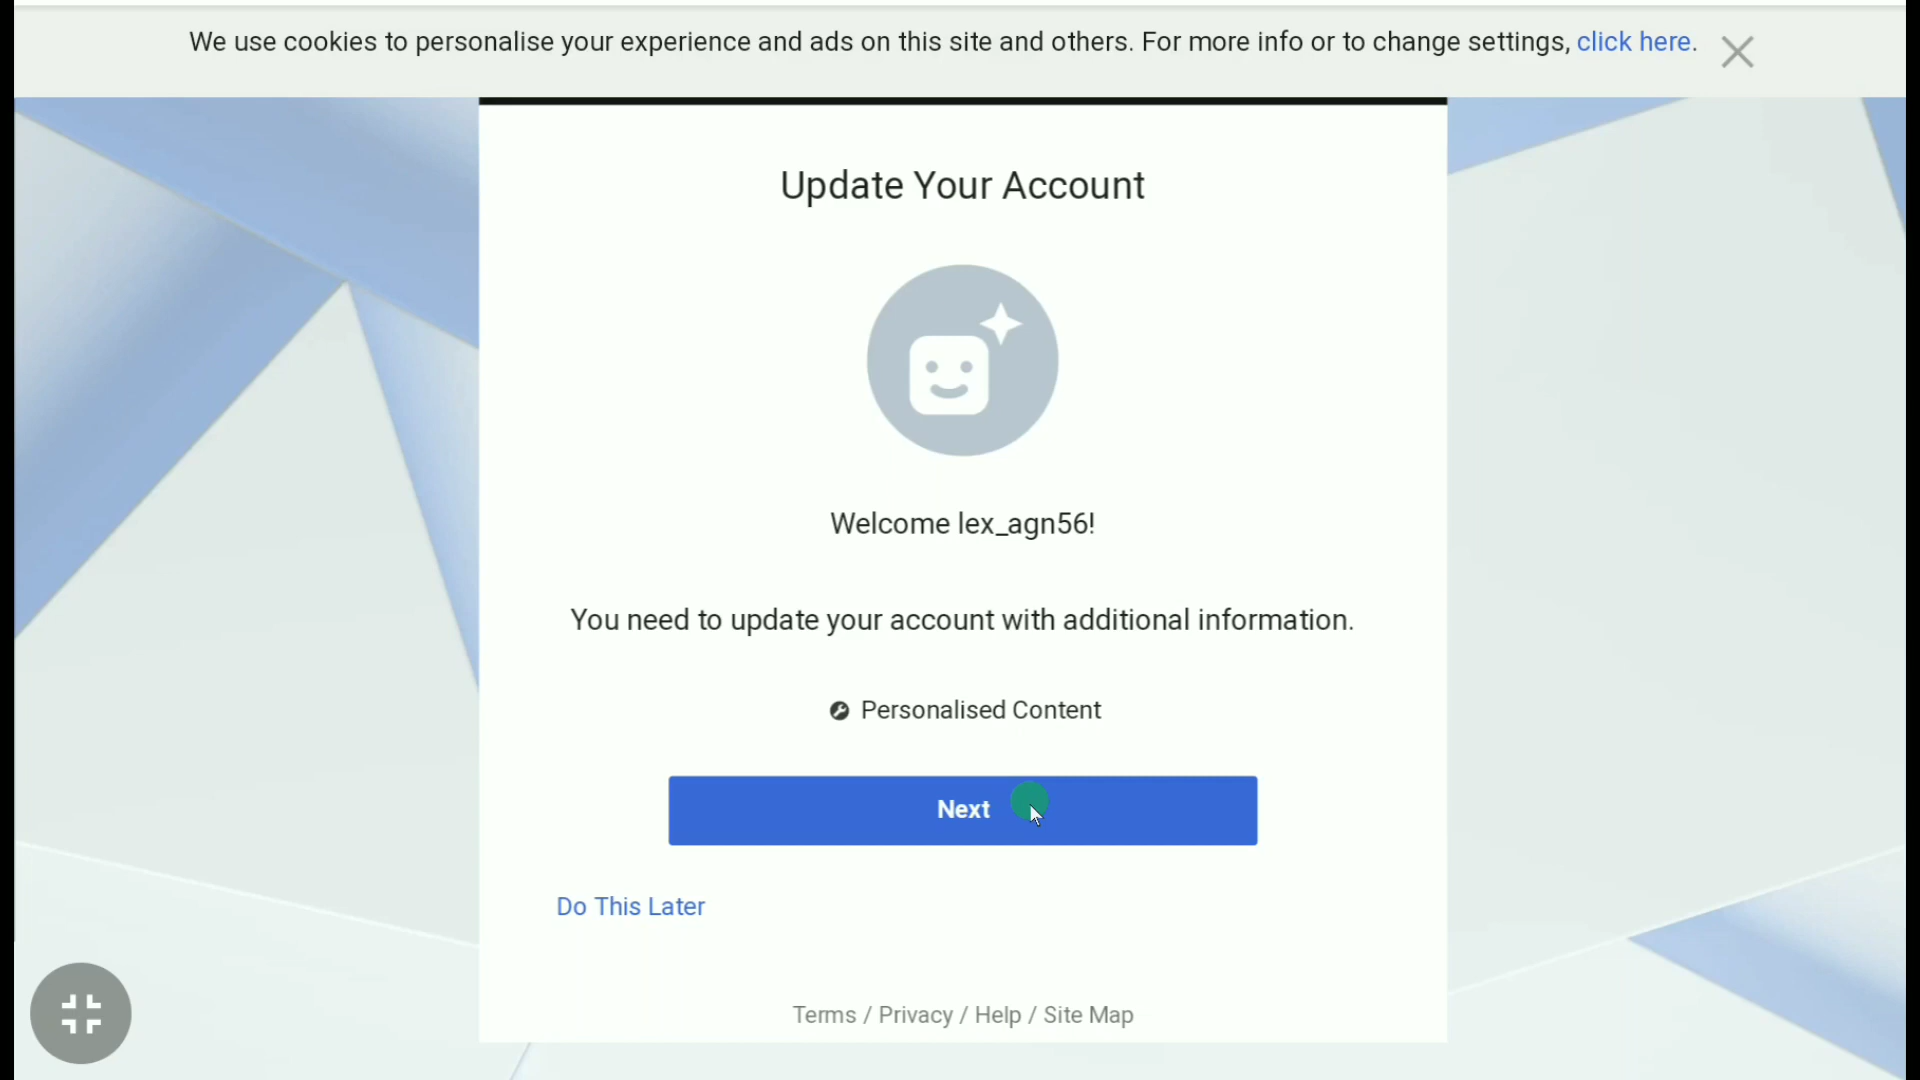 We use cookies to personalise your experience and ads on this site and others. For more info or to change settings, click here.
Update Your Account
Welcome lex_agn56!
You need to update your account with additional information.
Personalised Content
Next
Do This Later
Terms / Privacy / Help / Site Map